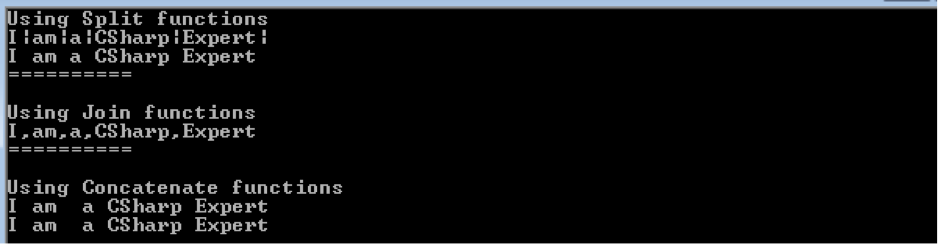 Using Split functions
I|am|a|CSharp|Expert|
I am a CSharp Expert
==========
Using Join functions
I,am,a,CSharp,Expert
==========
Using Concatenate functions
I am  a CSharp Expert
I am  a CSharp Expert